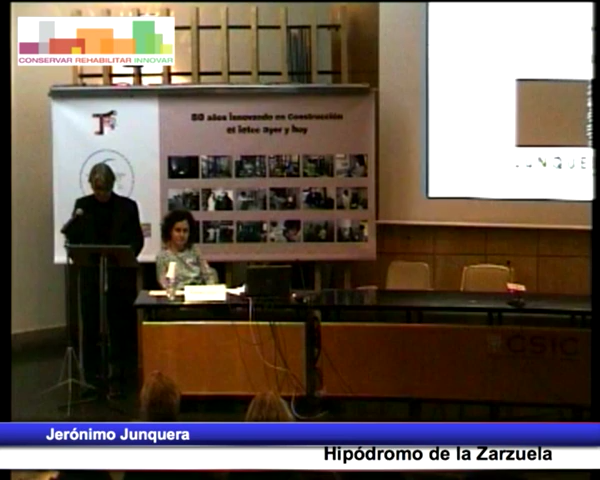 CONSERVAR REHABILITAR INNOVAR
80 años innovando en Construcción
el ietcc ayer y hoy
JUNQUE
CSIC
Jerónimo Junquera
Hipódromo de la Zarzuela